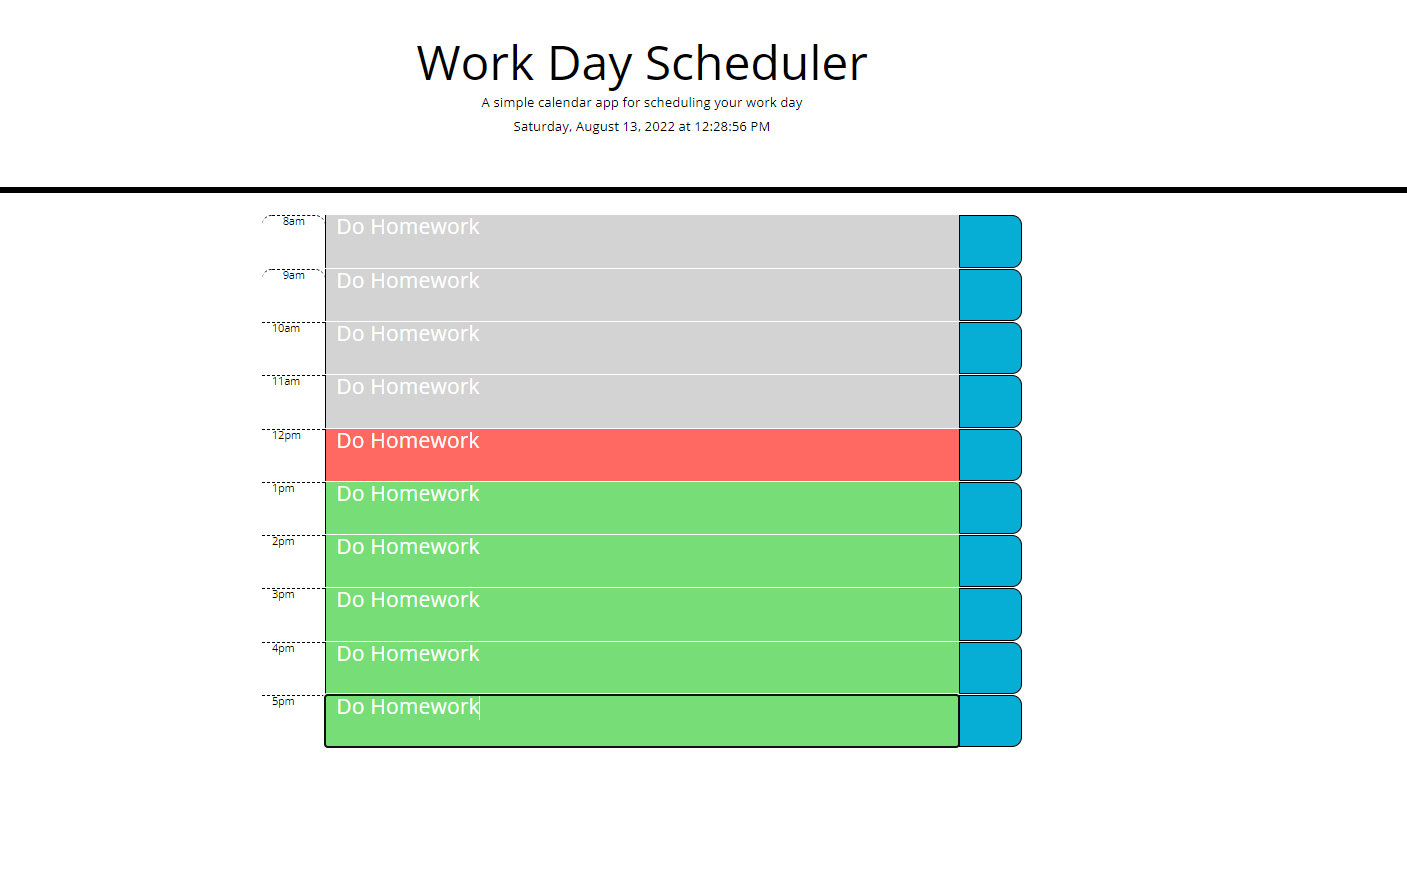 Work Day Scheduler
A simple calendar app for scheduling your work day
Saturday, August 13, 2022 at 12:28:56 PM
8am Do Homework
9am Do Homework
10am Do Homework
11am Do Homework
12pm Do Homework
1pm Do Homework
2pm Do Homework
3pm Do Homework
4pm Do Homework
5pm Do Homework